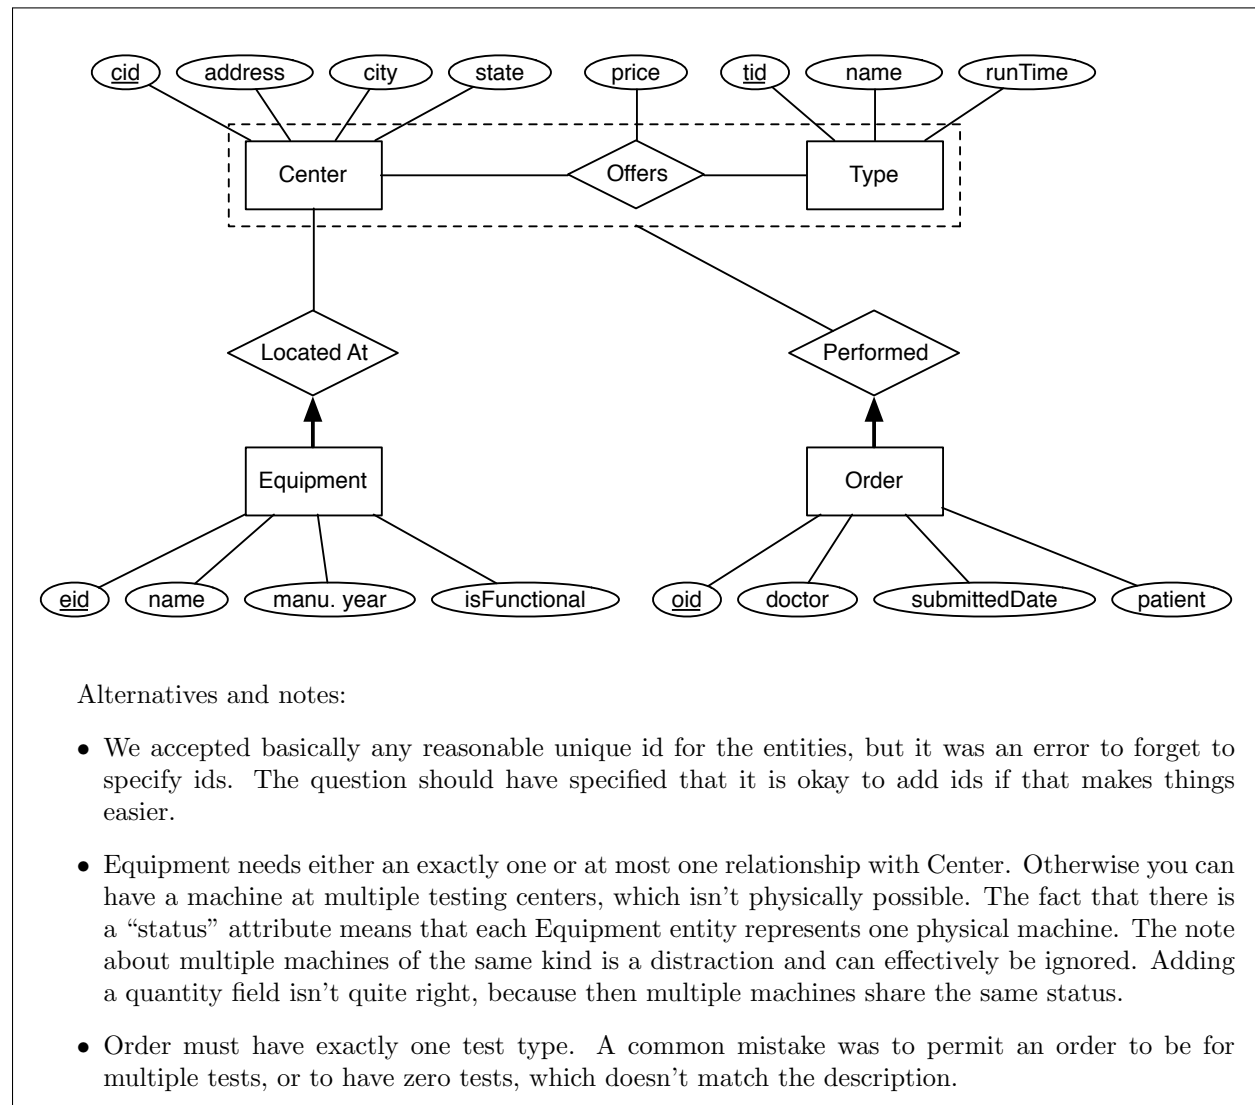 cid address city state price tid name runTime
Center Offers Type
Located At Performed
Equipment Order
eid name manu. year isFunctional oid doctor submittedDate patient
Alternatives and notes:
• We accepted basically any reasonable unique id for the entities, but it was an error to forget to
specify ids. The question should have specified that it is okay to add ids if that makes things
easier.
• Equipment needs either an exactly one or at most one relationship with Center. Otherwise you can
have a machine at multiple testing centers, which isn’t physically possible. The fact that there is
a “status” attribute means that each Equipment entity represents one physical machine. The note
about multiple machines of the same kind is a distraction and can effectively be ignored. Adding
a quantity field isn’t quite right, because then multiple machines share the same status.
• Order must have exactly one test type. A common mistake was to permit an order to be for
multiple tests, or to have zero tests, which doesn’t match the description.